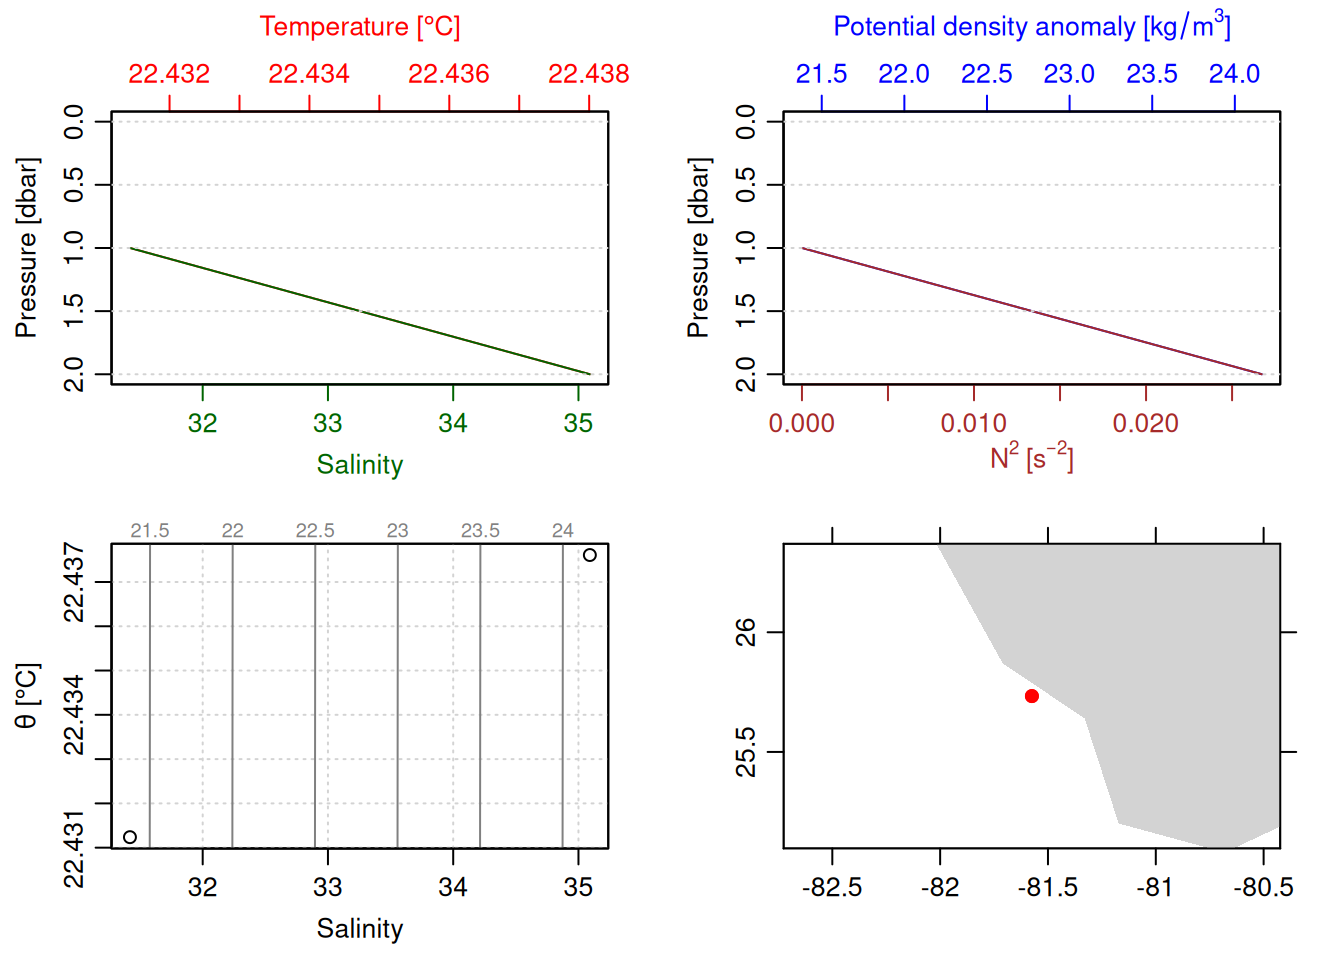 Temperature [°C]
22.432 22.434 22.436 22.438
Pressure [dbar]
0.0 0.5 1.0 1.5 2.0
32 33 34 35
Salinity
Potential density anomaly [kg/m³]
21.5 22.0 22.5 23.0 23.5 24.0
Pressure [dbar]
0.0 0.5 1.0 1.5 2.0
0.000 0.010 0.020
N² [s⁻²]
21.5 22 22.5 23 23.5 24
θ [°C]
22.437 22.434 22.431
32 33 34 35
Salinity
26 25.5
-82.5 -82 -81.5 -81 -80.5